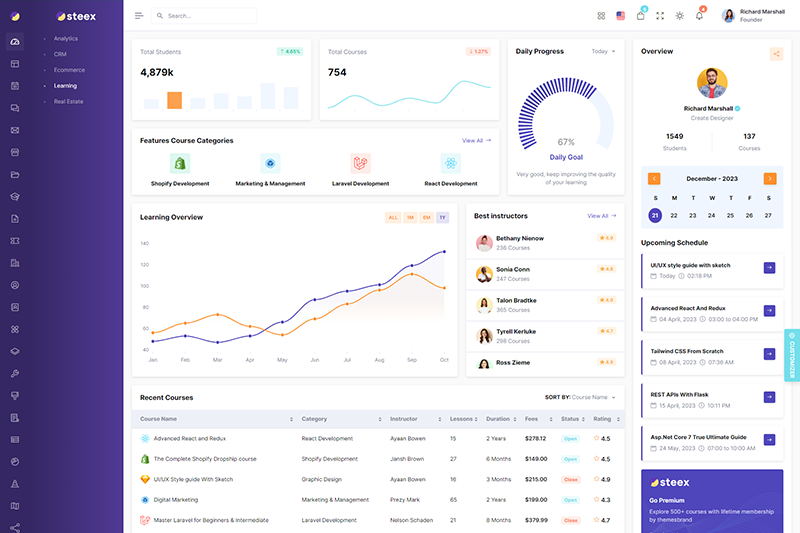 steex
Analytics
CRM
Ecommerce
Learning
Real Estate
Search...
6
8
Richard Marshall
Founder
Total Students
↑ 4.65%
4,879k
Total Courses
↓ 1.27%
754
Daily Progress
Today
67%
Daily Goal
Very good, keep improving the quality
of your learning
Features Course Categories
View All →
Shopify Development
Marketing & Management
Laravel Development
React Development
Learning Overview
ALL 1M 6M 1Y
140
120
100
80
60
40
Jan Feb Mar Apr May Jun Jul Aug Sep Oct
Best instructors
View All →
Bethany Nienow
236 Courses
4.9
Sonia Conn
247 Courses
4.8
Talon Bradtke
365 Courses
4.9
Tyrell Kerluke
298 Courses
4.7
Ross Zieme
4.9
Recent Courses
SORT BY: Course Name
Course Name Category Instructor Lessons Duration Fees Status Rating
Advanced React and Redux React Development Ayaan Bowen 15 2 Years $278.12 Open 4.5
The Complete Shopify Dropship course Shopify Development Jansh Brown 27 6 Months $149.00 Open 4.5
UI/UX Style guide With Sketch Graphic Design Ayaan Bowen 16 3 Months $215.00 Close 4.9
Digital Marketing Marketing & Management Prezy Mark 65 2 Years $199.00 Open 4.3
Master Laravel for Beginners & Intermediate Laravel Development Nelson Schaden 21 8 Months $379.99 Close 4.7
Overview
Richard Marshall
Create Designer
1549
Students
137
Courses
December - 2023
S M T W T F S
21 22 23 24 25 26 27
Upcoming Schedule
UI/UX style guide with sketch
Today 02:18 PM
Advanced React And Redux
04 April, 2023 03:00 to 04:00 PM
Tailwind CSS From Scratch
08 April, 2023 07:36 AM
REST APIs With Flask
15 April, 2023 10:11 PM
Asp.Net Core 7 True Ultimate Guide
24 May, 2023 07:00 to 10:00 AM
steex
Go Premium
Explore 500+ courses with lifetime membership
by themesbrand
CUSTOMIZER